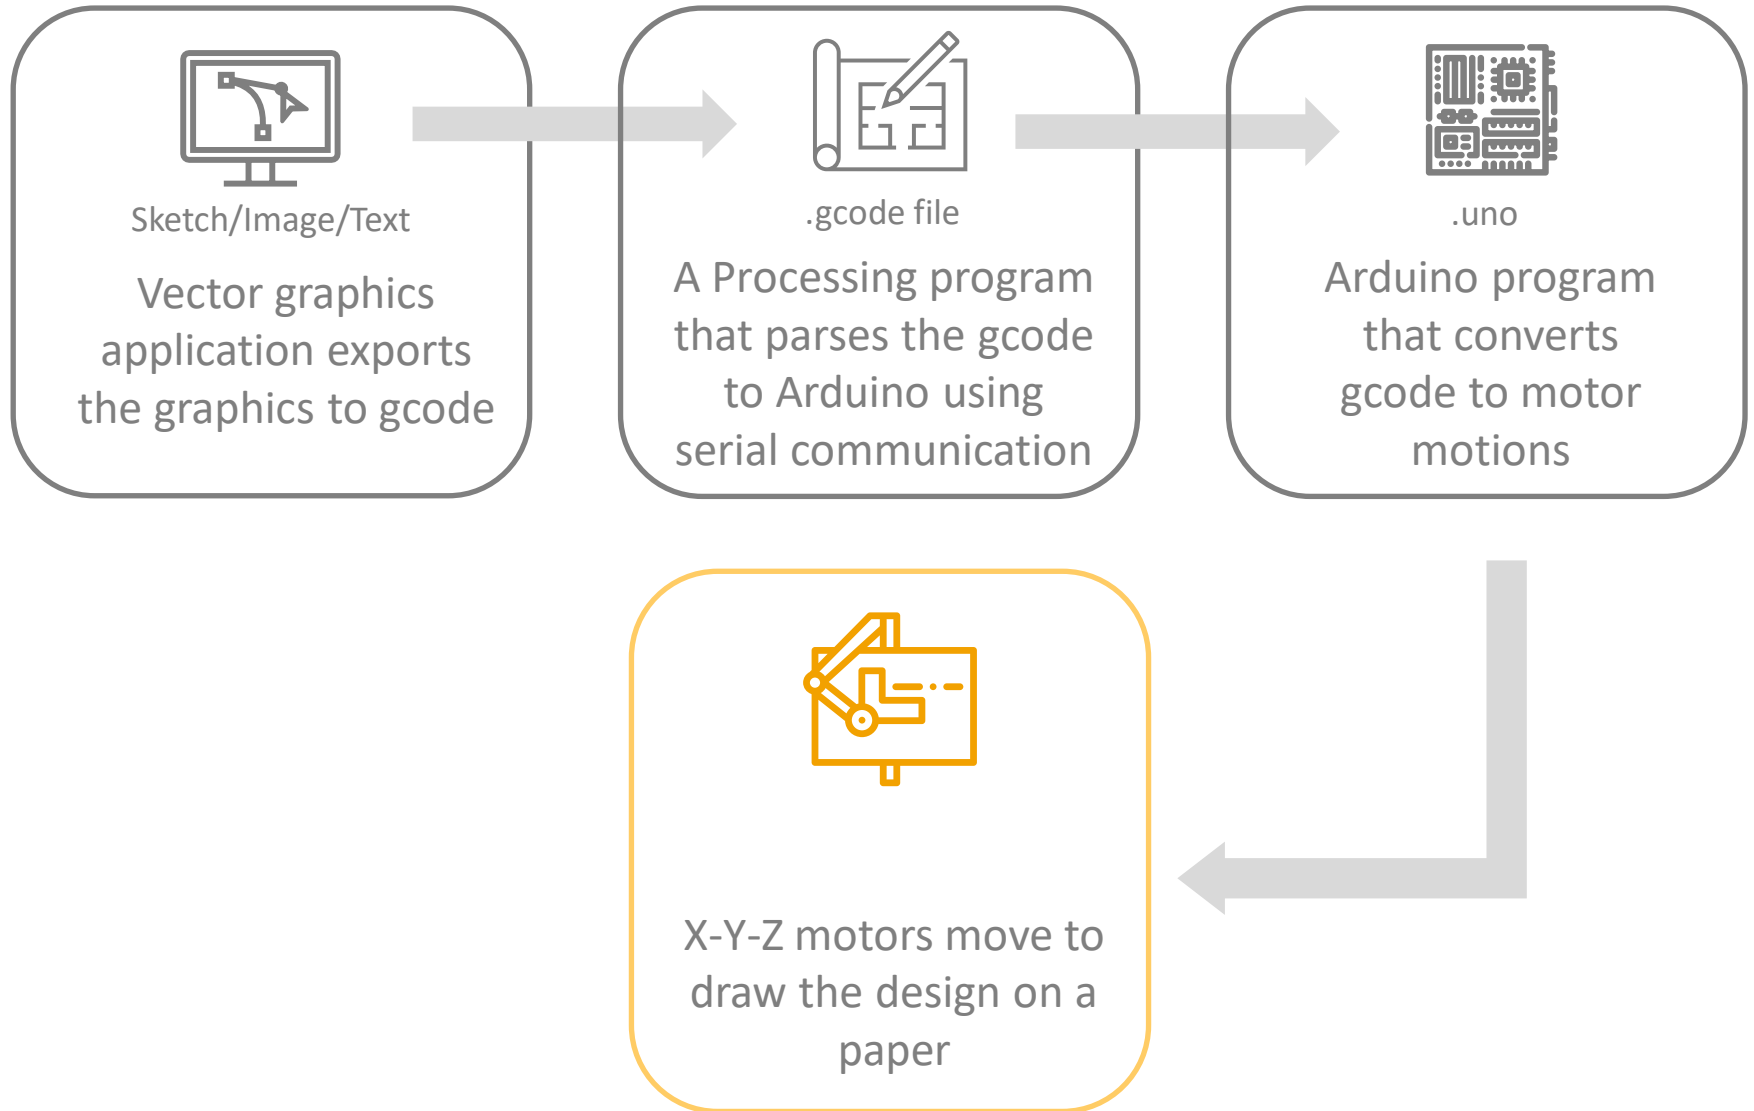 Sketch/Image/Text
Vector graphics
application exports
the graphics to gcode
.gcode file
A Processing program
that parses the gcode
to Arduino using
serial communication
.uno
Arduino program
that converts
gcode to motor
motions
X-Y-Z motors move to
draw the design on a
paper